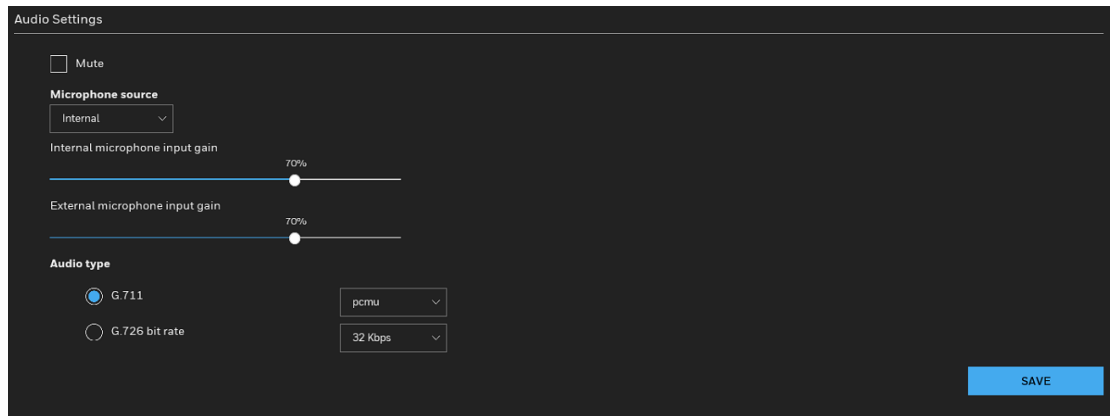 Audio Settings
Mute
Microphone source
Internal
Internal microphone input gain
70%
External microphone input gain
70%
Audio type
G.711 pcmu
G.726 bit rate 32 Kbps
SAVE